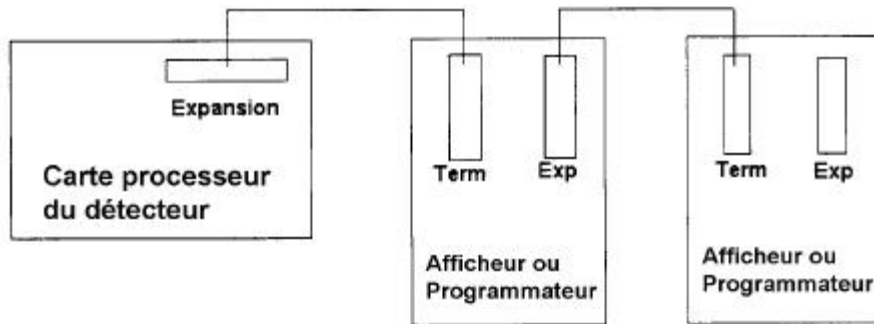 Expansion
Carte processeur
du détecteur
Term
Exp
Afficheur ou
Programmateur
Term
Exp
Afficheur ou
Programmateur